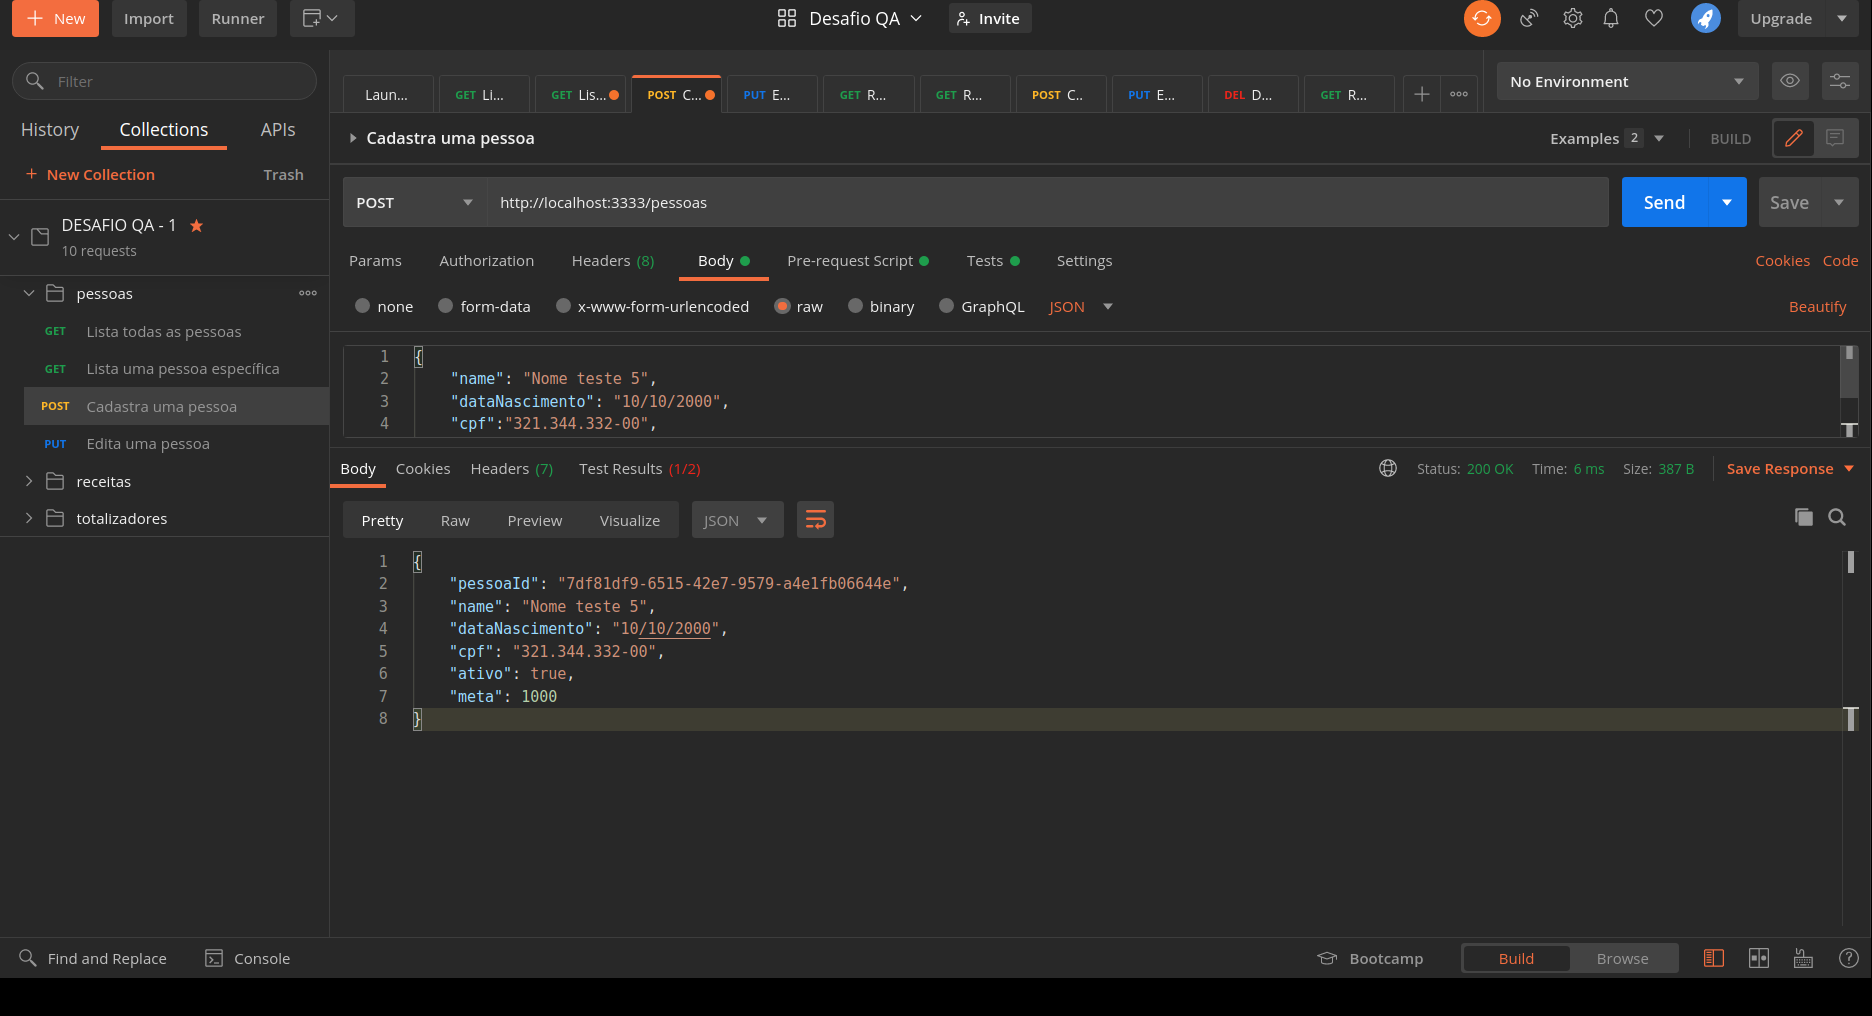 New Import Runner Desafio QA Invite Upgrade
Filter
Laun... GET Li... GET Lis... POST C... PUT E... GET R... GET R... POST C.. PUT E... DEL D... GET R... No Environment
History Collections APIs
Cadastra uma pessoa Examples 2 BUILD
New Collection Trash
POST http://localhost:3333/pessoas Send Save
DESAFIO QA - 1
10 requests
Params Authorization Headers (8) Body Pre-request Script Tests Settings Cookies Code
pessoas
none form-data x-www-form-urlencoded raw binary GraphQL JSON Beautify
GET Lista todas as pessoas
GET Lista uma pessoa específica
POST Cadastra uma pessoa
PUT Edita uma pessoa
receitas
totalizadores
1 {
2 "name": "Nome teste 5",
3 "dataNascimento": "10/10/2000",
4 "cpf":"321.344.332-00",
Body Cookies Headers (7) Test Results (1/2) Status: 200 OK Time: 6 ms Size: 387 B Save Response
Pretty Raw Preview Visualize JSON
1 {
2 "pessoaId": "7df81df9-6515-42e7-9579-a4e1fb06644e",
3 "name": "Nome teste 5",
4 "dataNascimento": "10/10/2000",
5 "cpf": "321.344.332-00",
6 "ativo": true,
7 "meta": 1000
8 }
Find and Replace Console Bootcamp Build Browse